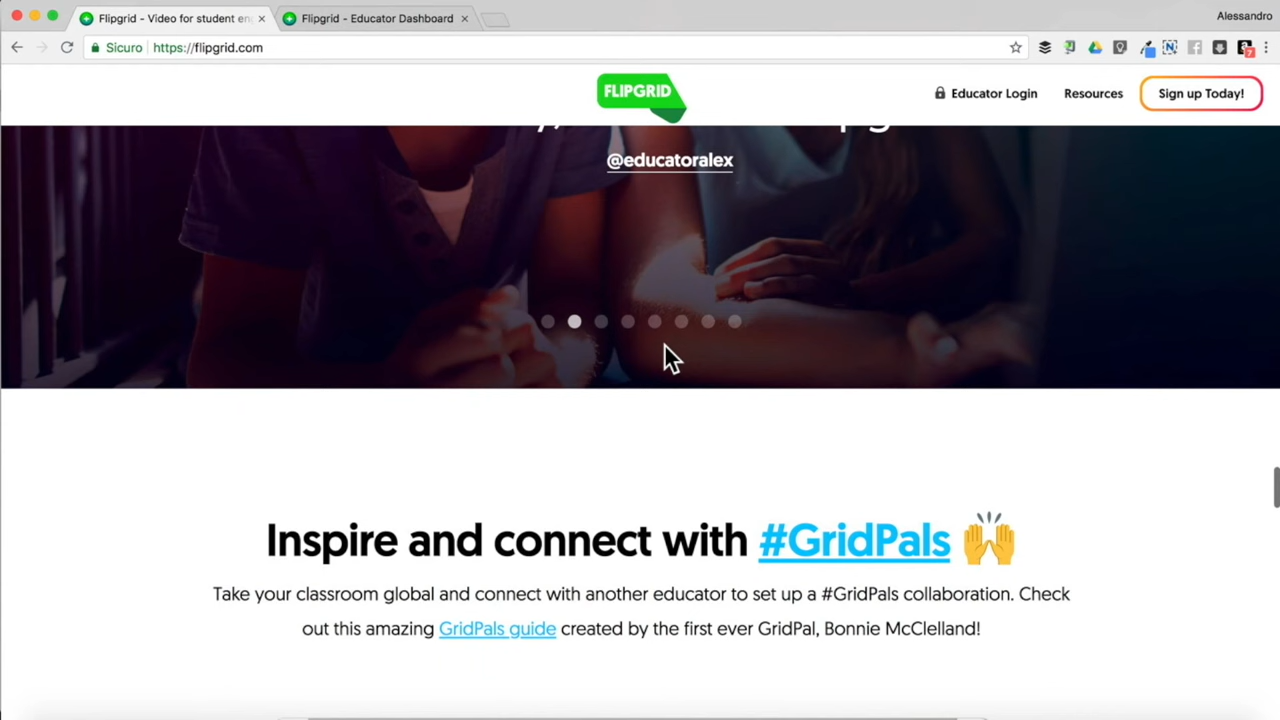 Flipgrid - Video for student en
Flipgrid - Educator Dashboard
Alessandro
Sicuro
https://flipgrid.com
7
FLIPGRID
Educator Login
Resources
Sign up Today!
@educatoralex
Inspire and connect with #GridPals
Take your classroom global and connect with another educator to set up a #GridPals collaboration. Check
out this amazing GridPals guide created by the first ever GridPal, Bonnie McClelland!